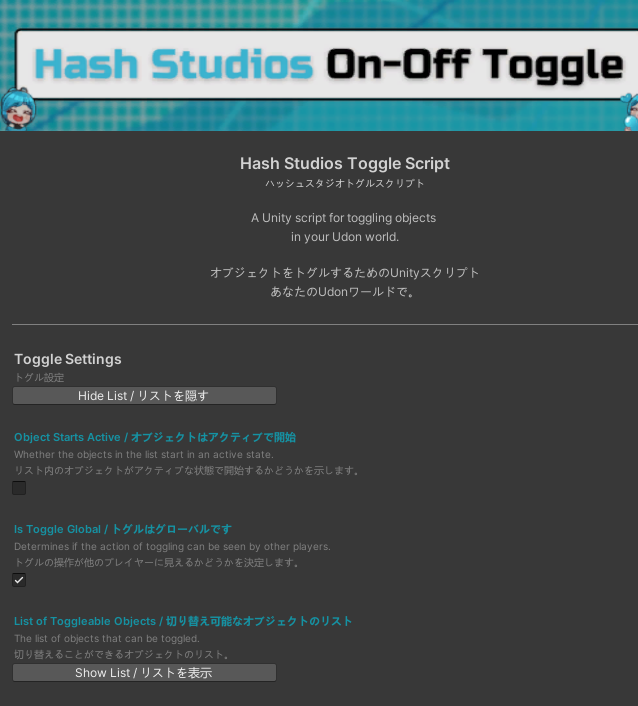 Hash Studios On-Off Toggle
Hash Studios Toggle Script
ハッシュスタジオトグルスクリプト
A Unity script for toggling objects
in your Udon world.
オブジェクトをトグルするためのUnityスクリプト
あなたのUdonワールドで。
Toggle Settings
トグル設定
Hide List / リストを隠す
Object Starts Active / オブジェクトはアクティブで開始
Whether the objects in the list start in an active state.
リスト内のオブジェクトがアクティブな状態で開始するかどうかを示します。
Is Toggle Global / トグルはグローバルです
Determines if the action of toggling can be seen by other players.
トグルの操作が他のプレイヤーに見えるかどうかを決定します。
List of Toggleable Objects / 切り替え可能なオブジェクトのリスト
The list of objects that can be toggled.
切り替えることができるオブジェクトのリスト。
Show List / リストを表示